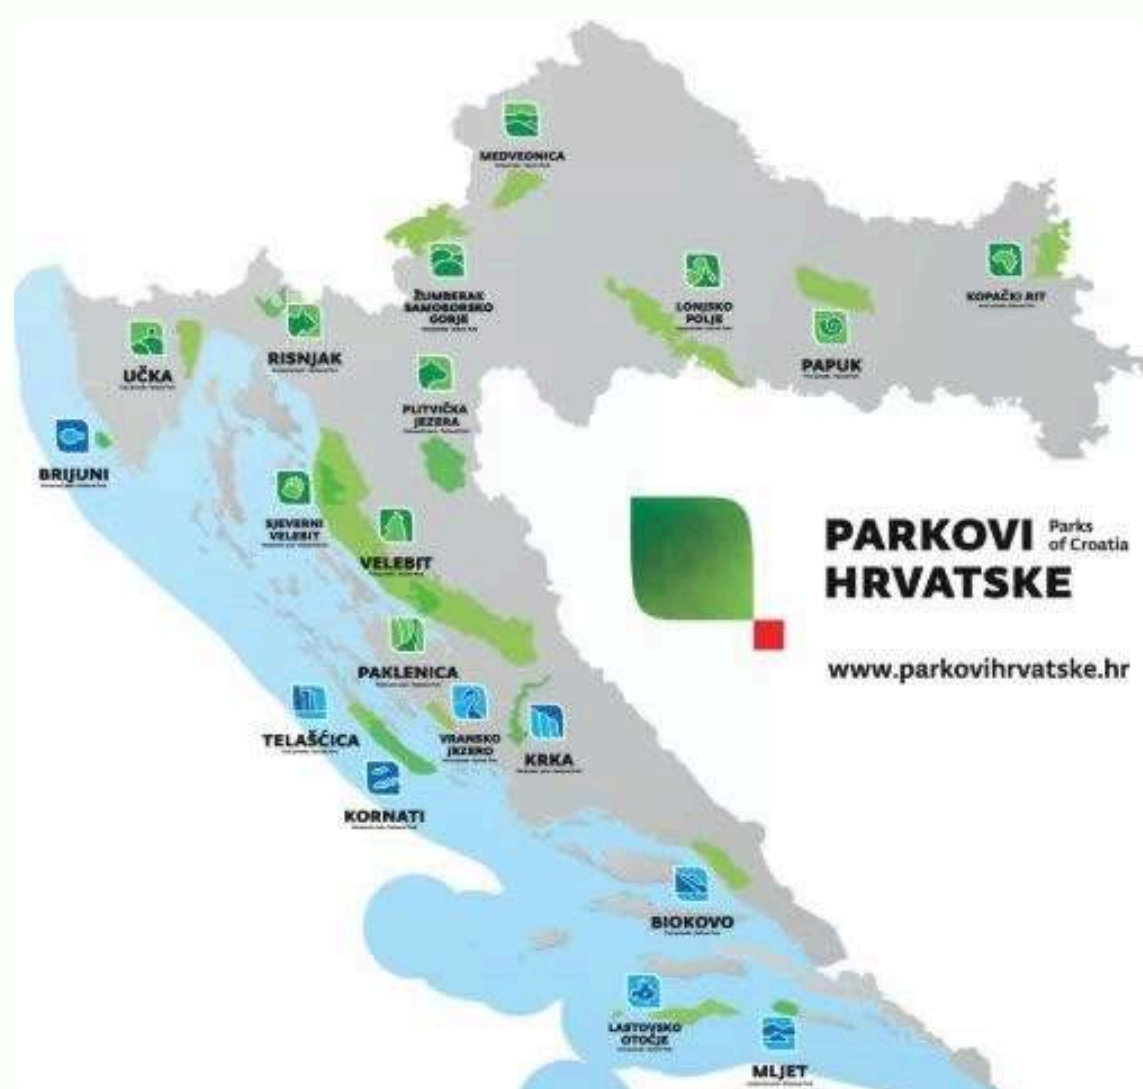 MEDVEDNICA
ŽUMBERAK
SAMOBORSKO
GORJE
LONJSKO
POLJE
KOPAČKI RIT
PAPUK
RISNJAK
UČKA
PLITVIČKA
JEZERA
BRIJUNI
SJEVERNI
VELEBIT
VELEBIT
PARKOVI
HRVATSKE
Parks
of Croatia
www.parkovihrvatske.hr
PAKLENICA
TELAŠĆICA
VRANSKO
JEZERO
KRKA
KORNATI
BIOKOVO
LASTOVSKO
OTOČJE
MLJET